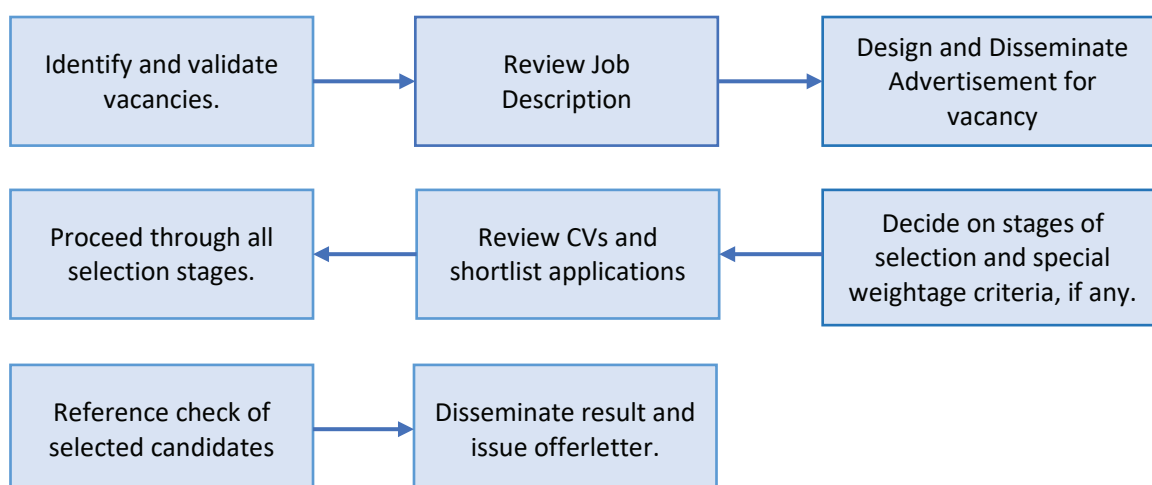 Identify and validate
vacancies.
Review Job
Description
Design and Disseminate
Advertisement for
vacancy
Decide on stages of
selection and special
weightage criteria, if any.
Review CVs and
shortlist applications
Proceed through all
selection stages.
Reference check of
selected candidates
Disseminate result and
issue offerletter.